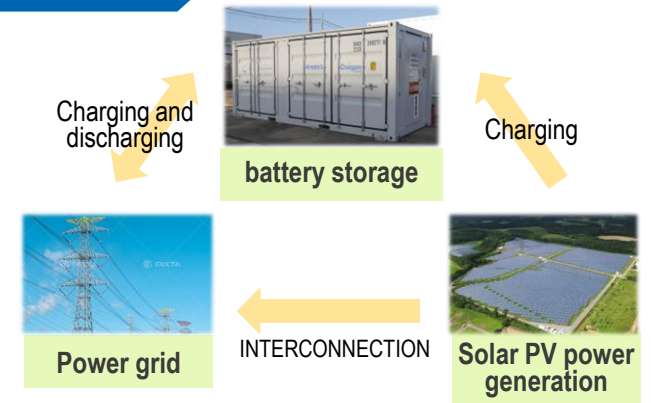 Charging and
discharging
Charging
battery storage
INTERCONNECTION
Power grid
Solar PV power
generation